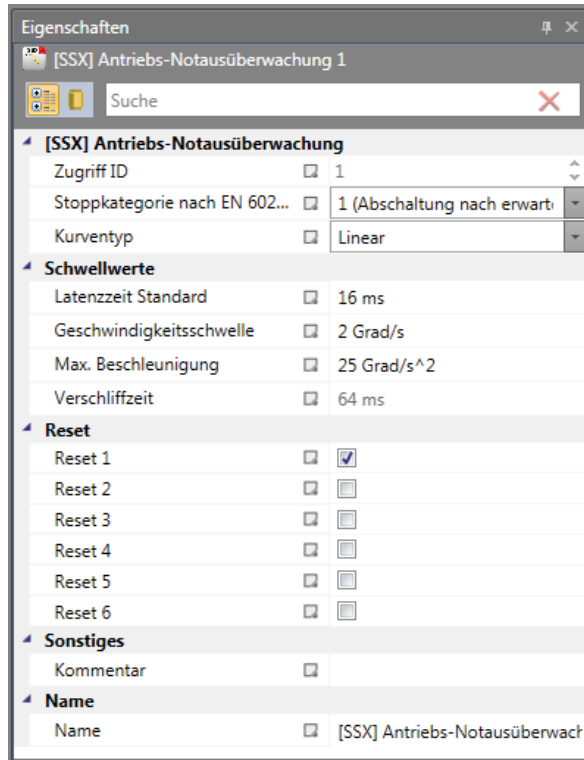 Eigenschaften
[SSX] Antriebs-Notausüberwachung 1
Suche
[SSX] Antriebs-Notausüberwachung
Zugriff ID 1
Stoppkategorie nach EN 602... 1 (Abschaltung nach erwart
Kurventyp Linear
Schwellwerte
Latenzzeit Standard 16 ms
Geschwindigkeitsschwelle 2 Grad/s
Max. Beschleunigung 25 Grad/s^2
Verschliffzeit 64 ms
Reset
Reset 1
Reset 2
Reset 3
Reset 4
Reset 5
Reset 6
Sonstiges
Kommentar
Name
Name [SSX] Antriebs-Notausüberwach